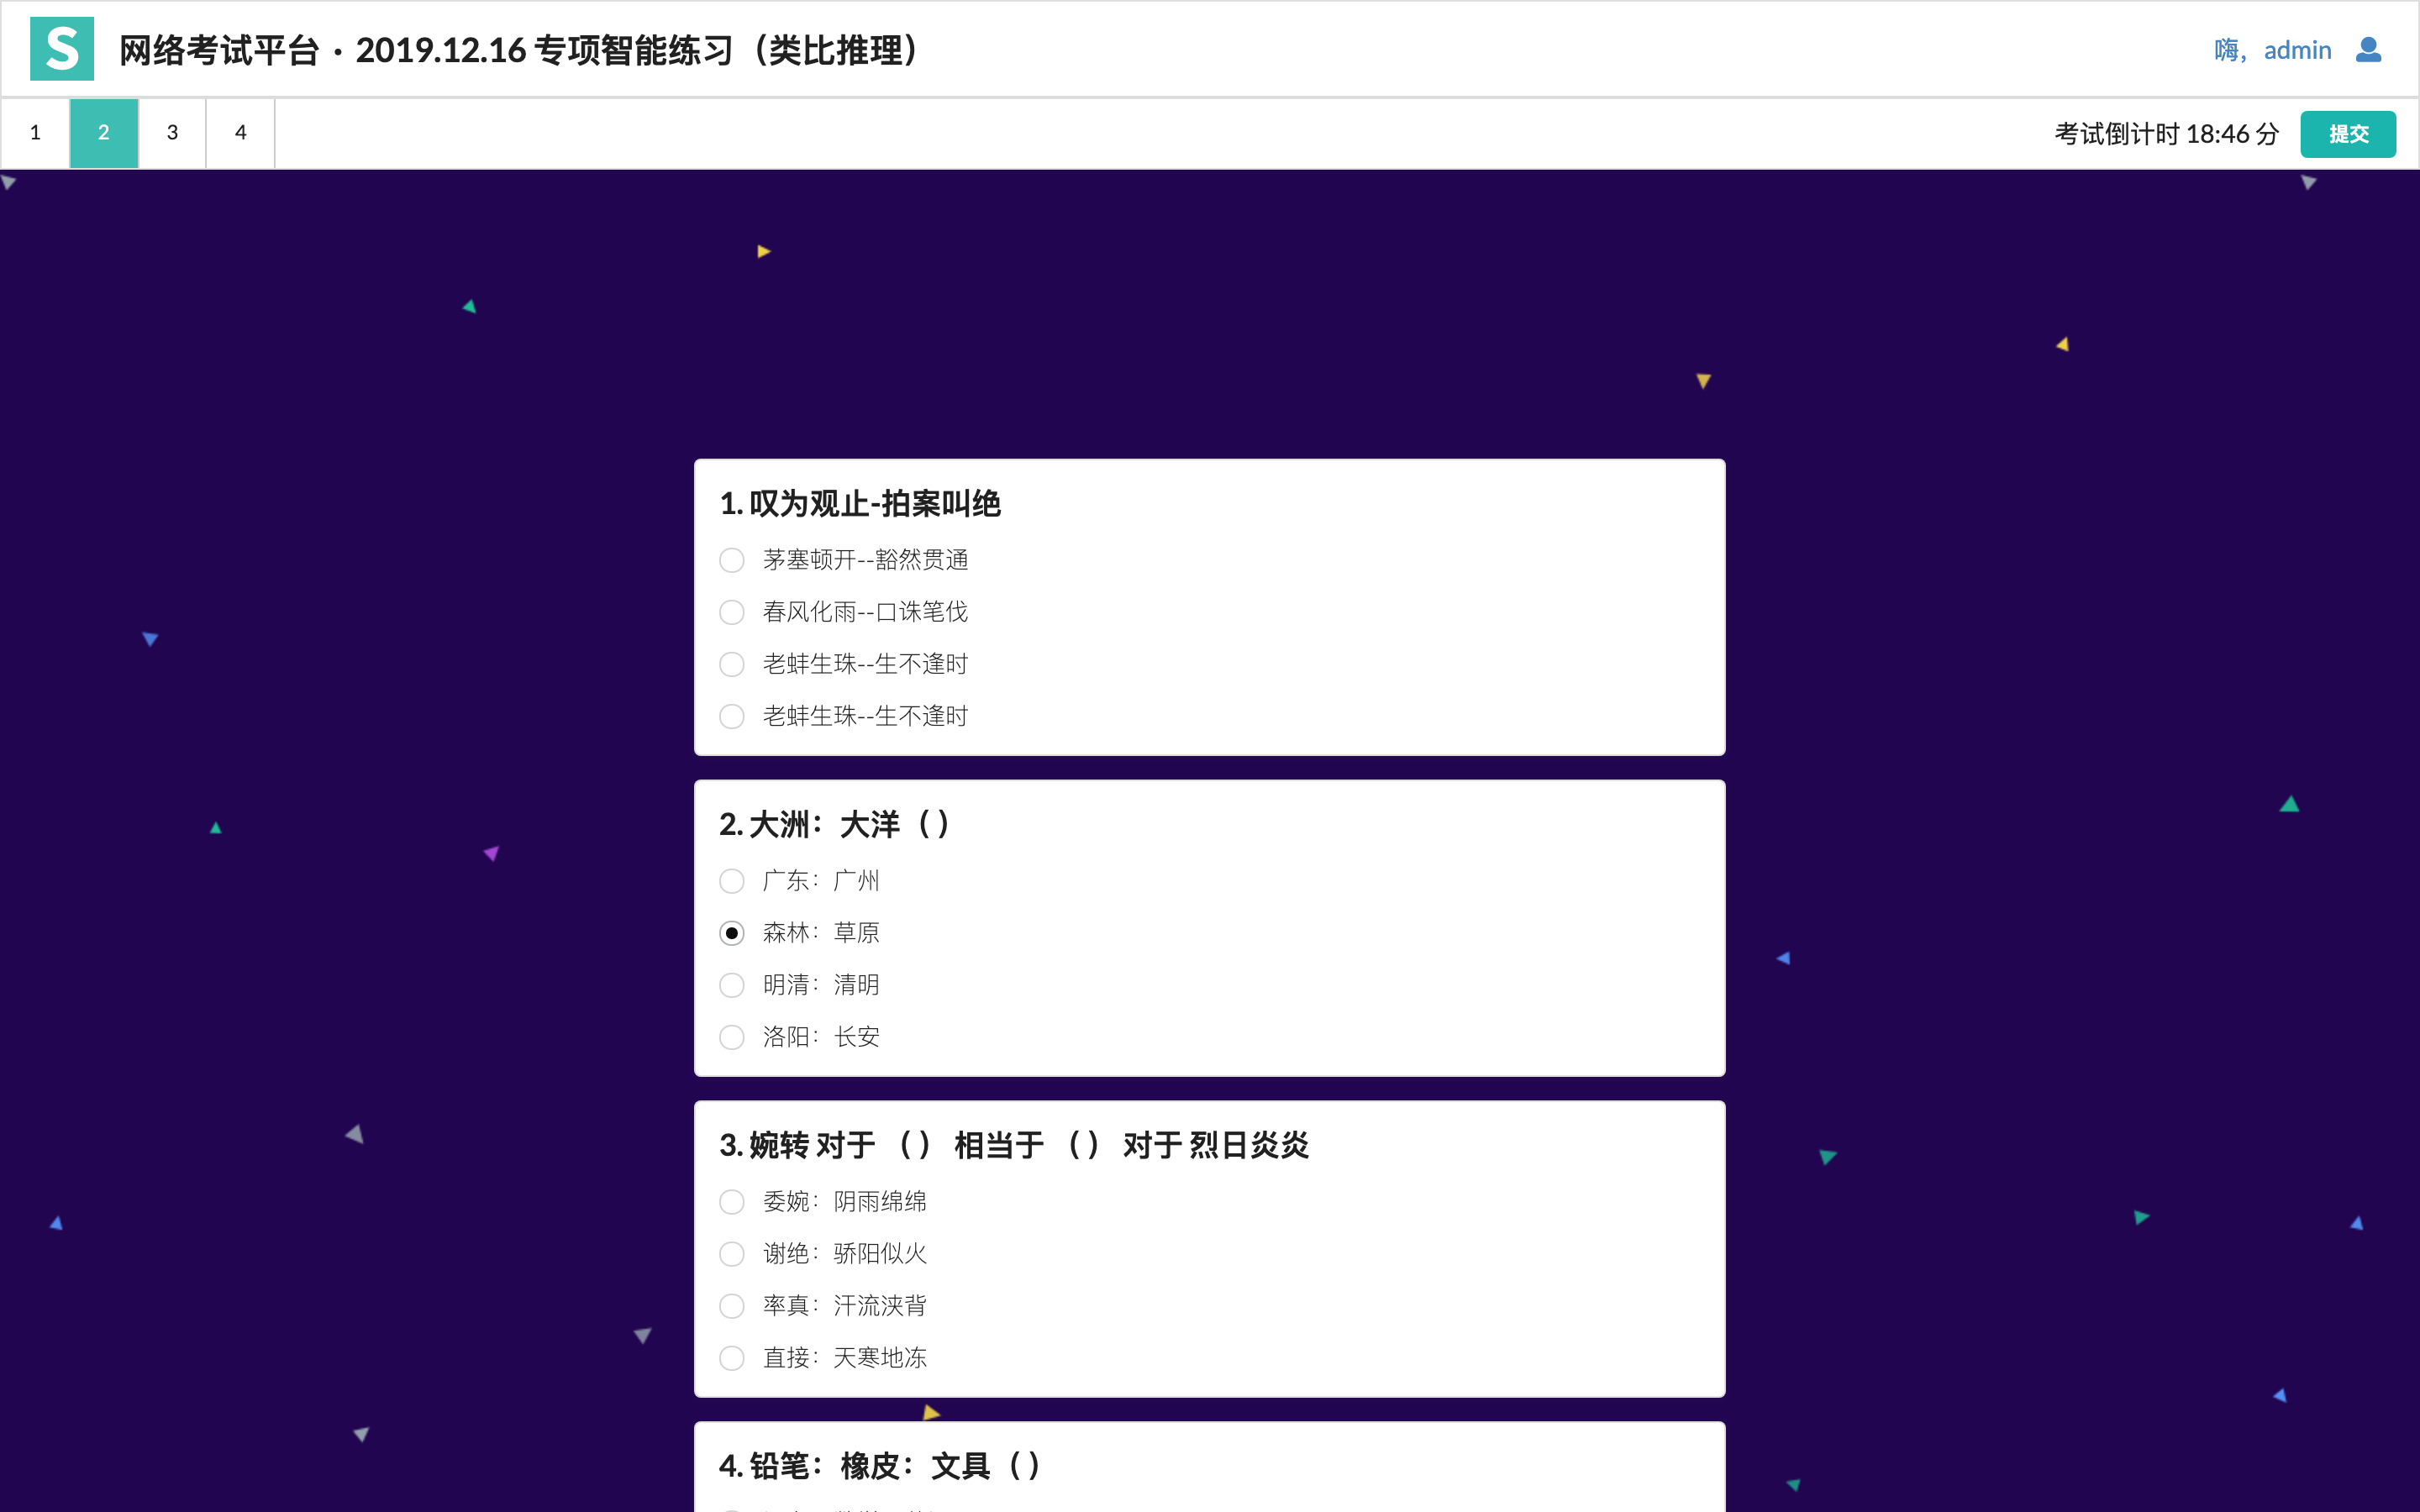 S 网络考试平台 · 2019.12.16 专项智能练习（类比推理）
嗨，admin
1 2 3 4
考试倒计时 18:46 分 提交
1. 叹为观止-拍案叫绝
茅塞顿开--豁然贯通
春风化雨--口诛笔伐
老蚌生珠--生不逢时
老蚌生珠--生不逢时
2. 大洲：大洋（ ）
广东：广州
森林：草原
明清：清明
洛阳：长安
3. 婉转 对于 （ ） 相当于 （ ） 对于 烈日炎炎
委婉：阴雨绵绵
谢绝：骄阳似火
率真：汗流浃背
直接：天寒地冻
4. 铅笔：橡皮：文具（ ）